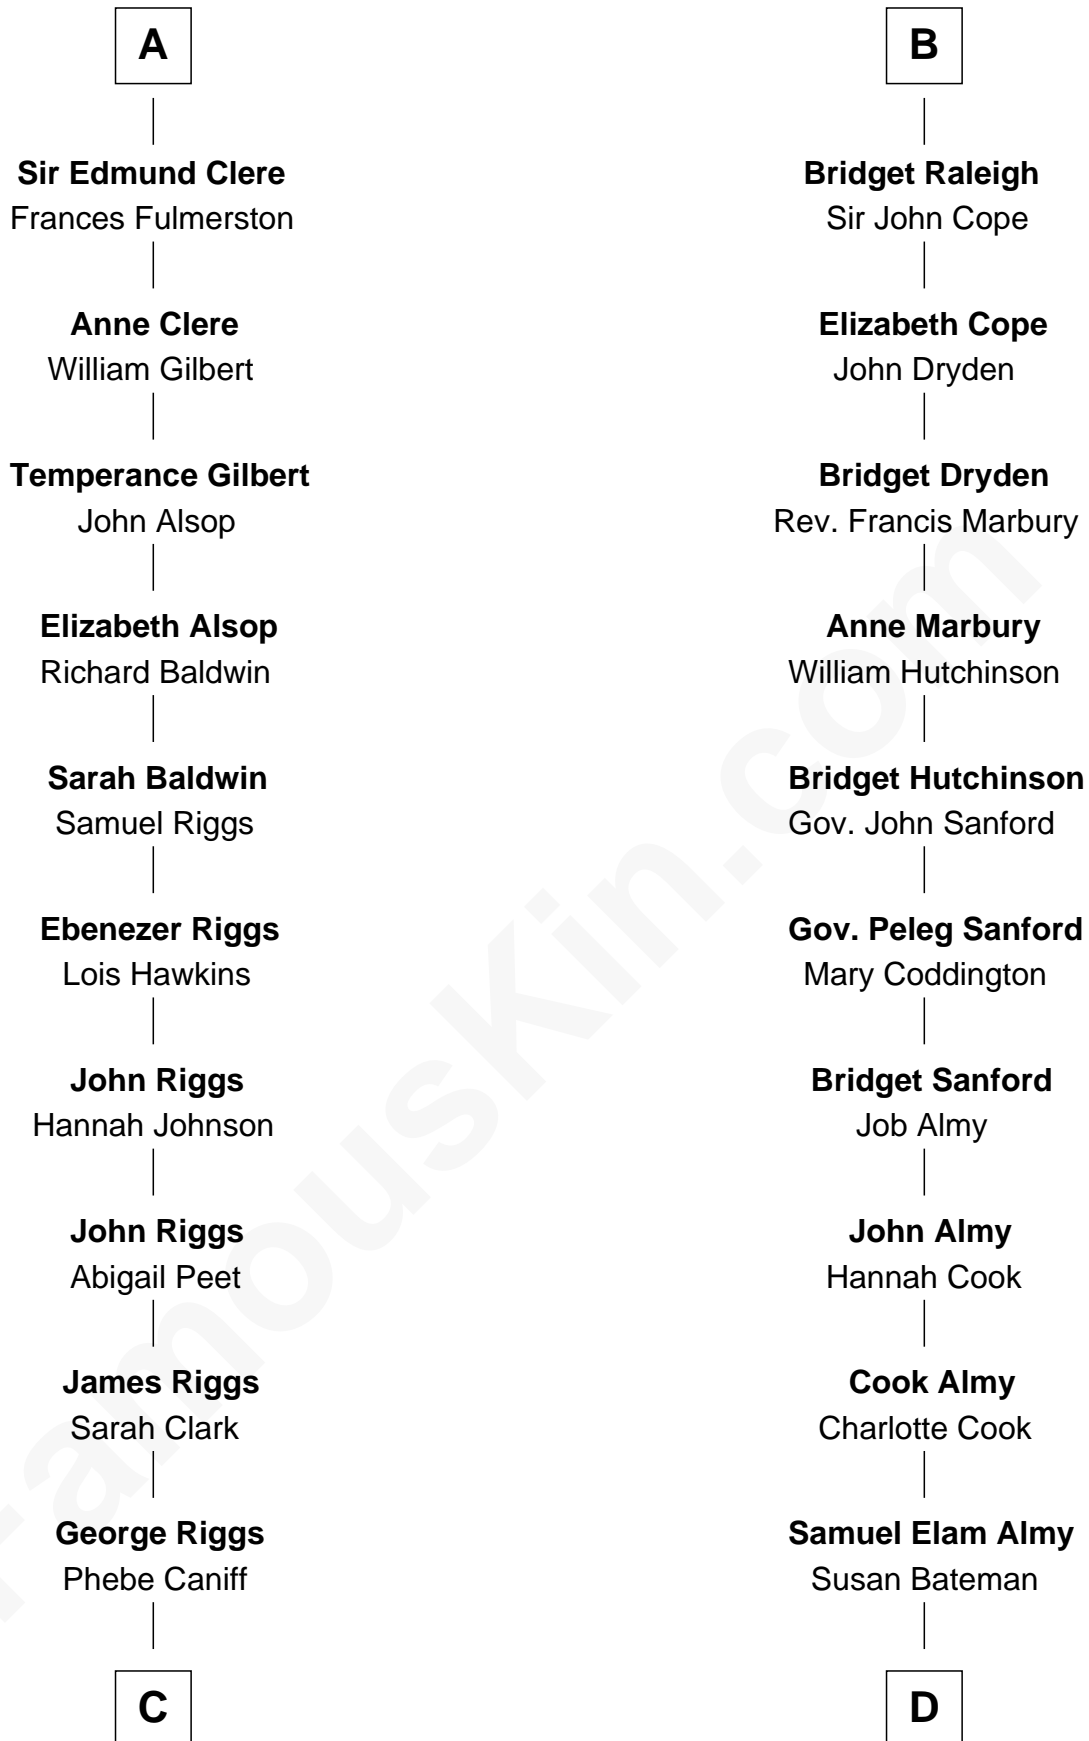 A
Sir Edmund Clere
Frances Fulmerston
Anne Clere
William Gilbert
Temperance Gilbert
John Alsop
Elizabeth Alsop
Richard Baldwin
Sarah Baldwin
Samuel Riggs
Ebenezer Riggs
Lois Hawkins
John Riggs
Hannah Johnson
John Riggs
Abigail Peet
James Riggs
Sarah Clark
George Riggs
Phebe Caniff
C
B
Bridget Raleigh
Sir John Cope
Elizabeth Cope
John Dryden
Bridget Dryden
Rev. Francis Marbury
Anne Marbury
William Hutchinson
Bridget Hutchinson
Gov. John Sanford
Gov. Peleg Sanford
Mary Coddington
Bridget Sanford
Job Almy
John Almy
Hannah Cook
Cook Almy
Charlotte Cook
Samuel Elam Almy
Susan Bateman
D
FamousKin.com